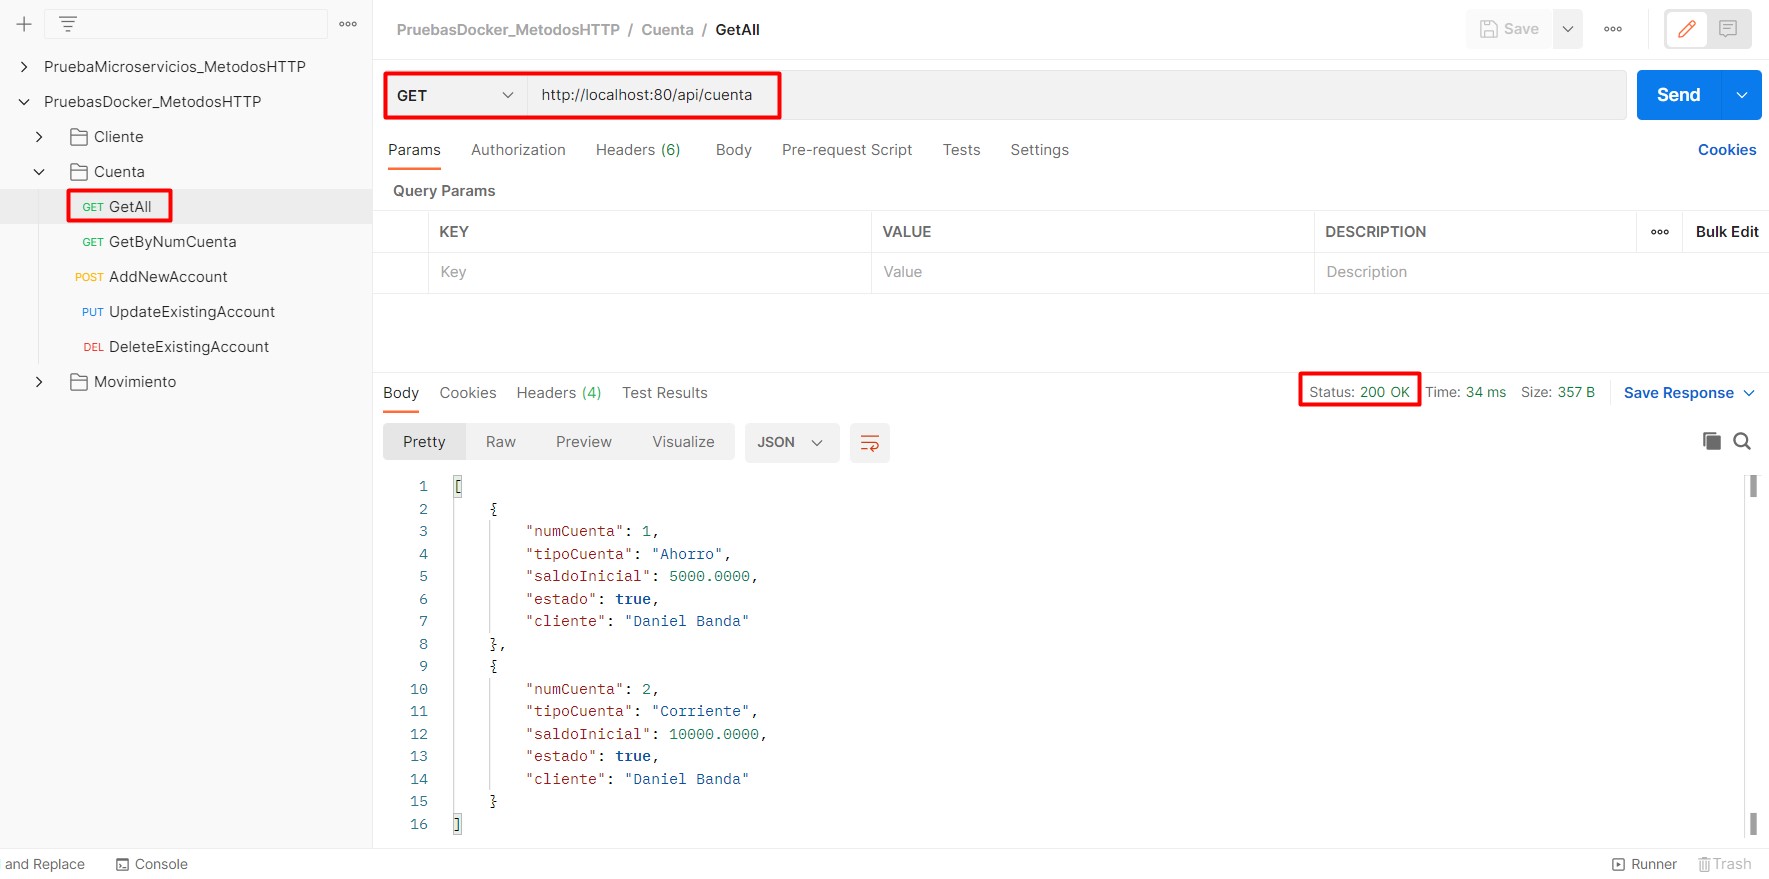 PruebaMicroservicios_MetodosHTTP
PruebasDocker_MetodosHTTP
Cliente
Cuenta
GET GetAll
GET GetByNumCuenta
POST AddNewAccount
PUT UpdateExistingAccount
DEL DeleteExistingAccount
Movimiento
PruebasDocker_MetodosHTTP / Cuenta / GetAll
Save
GET http://localhost:80/api/cuenta
Send
Params Authorization Headers (6) Body Pre-request Script Tests Settings Cookies
Query Params
KEY VALUE DESCRIPTION Bulk Edit
Key Value Description
Body Cookies Headers (4) Test Results Status: 200 OK Time: 34 ms Size: 357 B Save Response
Pretty Raw Preview Visualize JSON
1 [
2 {
3 "numCuenta": 1,
4 "tipoCuenta": "Ahorro",
5 "saldoInicial": 5000.0000,
6 "estado": true,
7 "cliente": "Daniel Banda"
8 },
9 {
10 "numCuenta": 2,
11 "tipoCuenta": "Corriente",
12 "saldoInicial": 10000.0000,
13 "estado": true,
14 "cliente": "Daniel Banda"
15 }
16 ]
and Replace Console Runner Trash